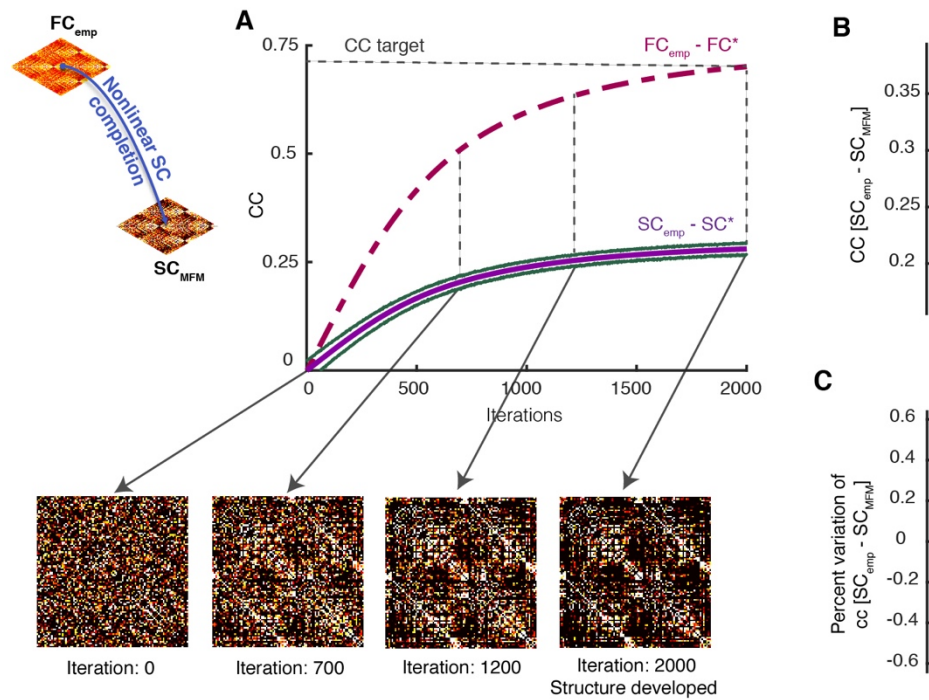 FC emp
Nonlinear SC
completion
SC MFM
A
0.75
0.5
0.25
0
CC
CC target
FC emp - FC*
SC emp - SC*
0
500
1000
1500
2000
Iterations
Iteration: 0
Iteration: 700
Iteration: 1200
Iteration: 2000
Structure developed
B
0.35
0.3
0.25
0.2
CC [SC emp - SC MFM]
C
0.6
0.4
0.2
0
-0.2
-0.4
-0.6
Percent variation of
cc [SC emp - SC MFM]